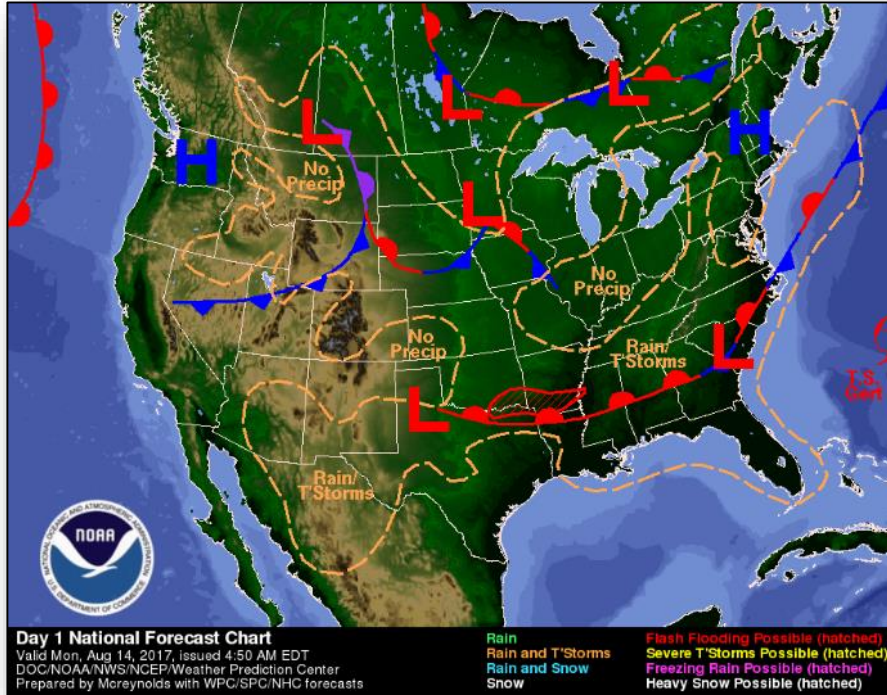 H
L
L
L
L
H
L
L
No
Precip
No
Precip
No
Precip
Rain/
T'Storms
Rain/
T'Storms
T.S.
Gert
NATIONAL OCEANIC AND ATMOSPHERIC ADMINISTRATION
NOAA
U.S. DEPARTMENT OF COMMERCE
Day 1 National Forecast Chart
Valid Mon, Aug 14, 2017, issued 4:50 AM EDT
DOC/NOAA/NWS/NCEP/Weather Prediction Center
Prepared by Mcreynolds with WPC/SPC/NHC forecasts
Rain
Rain and T'Storms
Rain and Snow
Snow
Flash Flooding Possible (hatched)
Severe T'Storms Possible (hatched)
Freezing Rain Possible (hatched)
Heavy Snow Possible (hatched)